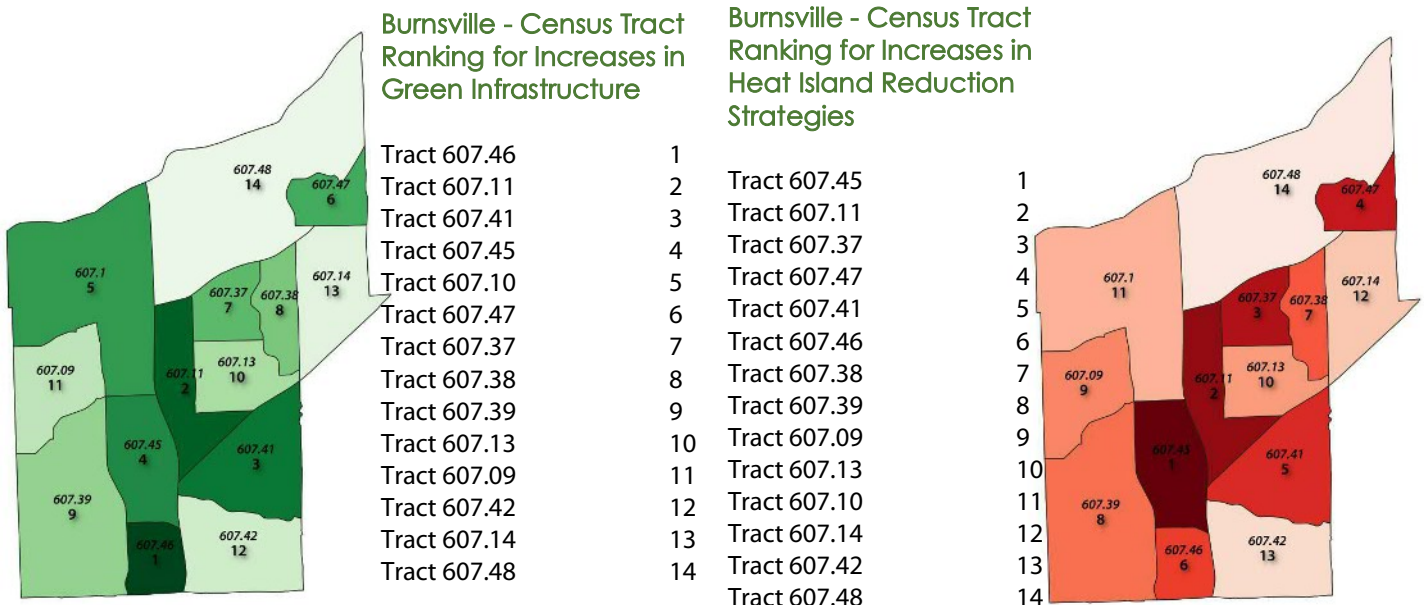 Burnsville - Census Tract
Ranking for Increases in
Green Infrastructure
Tract 607.46 1
Tract 607.11 2
Tract 607.41 3
Tract 607.45 4
Tract 607.10 5
Tract 607.47 6
Tract 607.37 7
Tract 607.38 8
Tract 607.39 9
Tract 607.13 10
Tract 607.09 11
Tract 607.42 12
Tract 607.14 13
Tract 607.48 14
607.48
14
607.47
6
607.1
5
607.14
13
607.37
7
607.38
8
607.13
10
607.11
2
607.09
11
607.45
4
607.41
3
607.39
9
607.46
1
607.42
12
Burnsville - Census Tract
Ranking for Increases in
Heat Island Reduction
Strategies
Tract 607.45 1
Tract 607.11 2
Tract 607.37 3
Tract 607.47 4
Tract 607.41 5
Tract 607.46 6
Tract 607.38 7
Tract 607.39 8
Tract 607.09 9
Tract 607.13 10
Tract 607.10 11
Tract 607.14 12
Tract 607.42 13
Tract 607.48 14
607.48
14
607.47
4
607.1
11
607.14
12
607.37
3
607.38
7
607.13
10
607.11
2
607.09
9
607.45
1
607.41
5
607.39
8
607.46
6
607.42
13